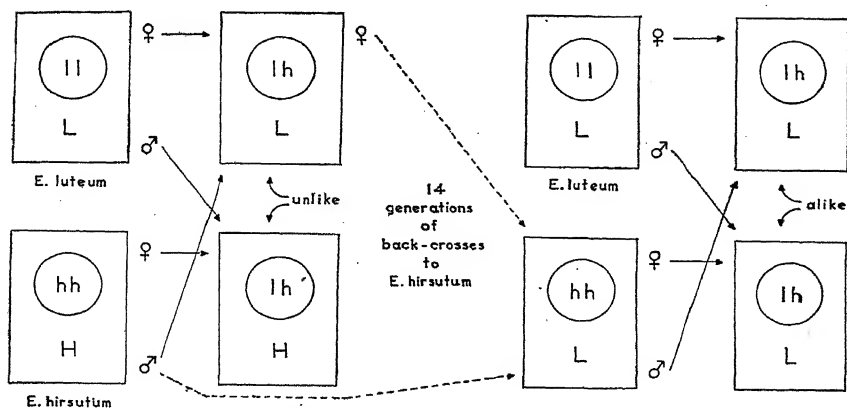 ♀
ll
L
♂
E. luteum
♀
hh
H
♂
E. hirsutum
♀
lh
L
unlike
lh
H
14
generations
of
back-crosses
to
E. hirsutum
♀
ll
L
♂
E. luteum
♀
hh
L
♂
lh
L
alike
lh
L